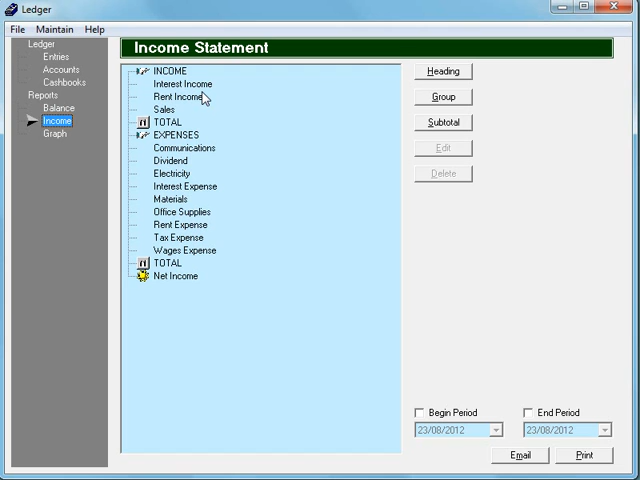 Ledger
File Maintain Help
Ledger
Entries
Accounts
Cashbooks
Reports
Balance
Income
Graph
Income Statement
INCOME
Interest Income
Rent Income
Sales
TOTAL
EXPENSES
Communications
Dividend
Electricity
Interest Expense
Materials
Office Supplies
Rent Expense
Tax Expense
Wages Expense
TOTAL
Net Income
Heading
Group
Subtotal
Edit
Delete
Begin Period End Period
23/08/2012 23/08/2012
Email Print